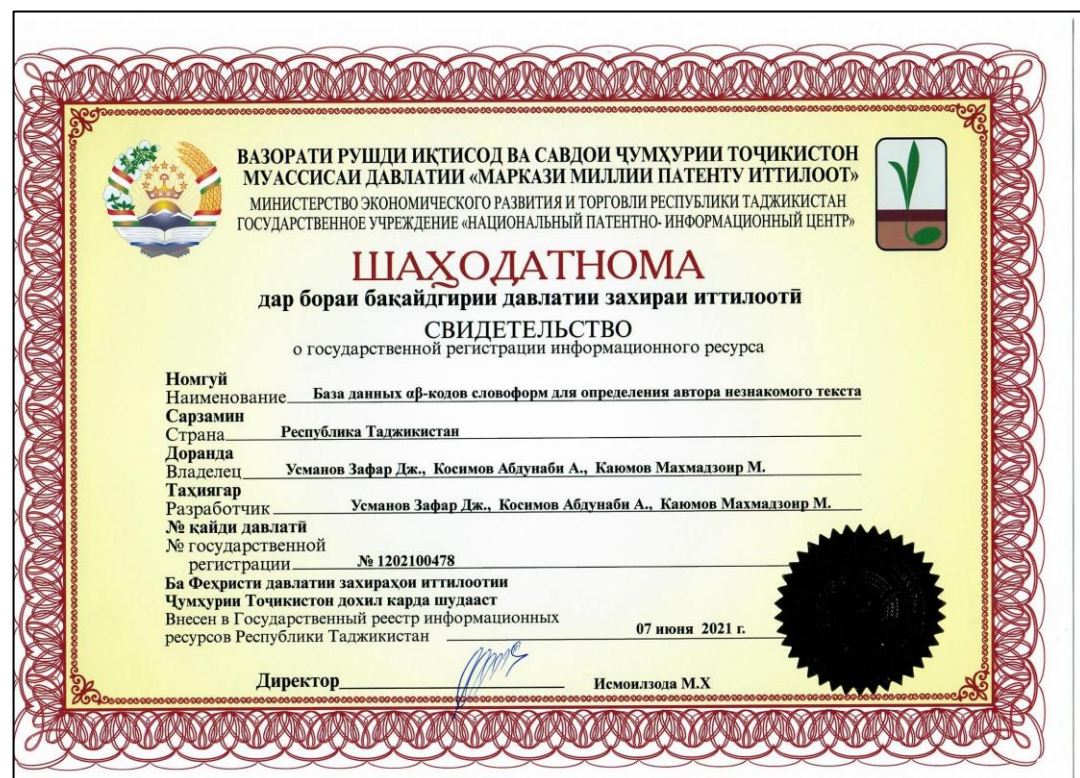 ВАЗОРАТИ РУШДИ ИҚТИСОД ВА САВДОИ ҶУМҲУРИИ ТОҶИКИСТОН
МУАССИСАИ ДАВЛАТИИ «МАРКАЗИ МИЛЛИИ ПАТЕНТУ ИТТИЛООТ»
МИНИСТЕРСТВО ЭКОНОМИЧЕСКОГО РАЗВИТИЯ И ТОРГОВЛИ РЕСПУБЛИКИ ТАДЖИКИСТАН
ГОСУДАРСТВЕННОЕ УЧРЕЖДЕНИЕ «НАЦИОНАЛЬНЫЙ ПАТЕНТНО- ИНФОРМАЦИОННЫЙ ЦЕНТР»
ШАҲОДАТНОМА
дар бораи бақайдгирии давлатии захираи иттилоотӣ
СВИДЕТЕЛЬСТВО
о государственной регистрации информационного ресурса
Номгуй
Наименование База данных αβ-кодов словоформ для определения автора незнакомого текста
Сарзамин
Страна Республика Таджикистан
Доранда
Владелец Усманов Зафар Дж., Косимов Абдунаби А., Каюмов Махмадзоир М.
Таҳиягар
Разработчик Усманов Зафар Дж., Косимов Абдунаби А., Каюмов Махмадзоир М.
№ қайди давлатӣ
№ государственной
регистрации № 1202100478
Ба Феҳристи давлатии захираҳои иттилоотии
Ҷумҳурии Тоҷикистон дохил карда шудааст
Внесен в Государственный реестр информационных
ресурсов Республики Таджикистан 07 июня 2021 г.
Директор Исмоилзода М.Х